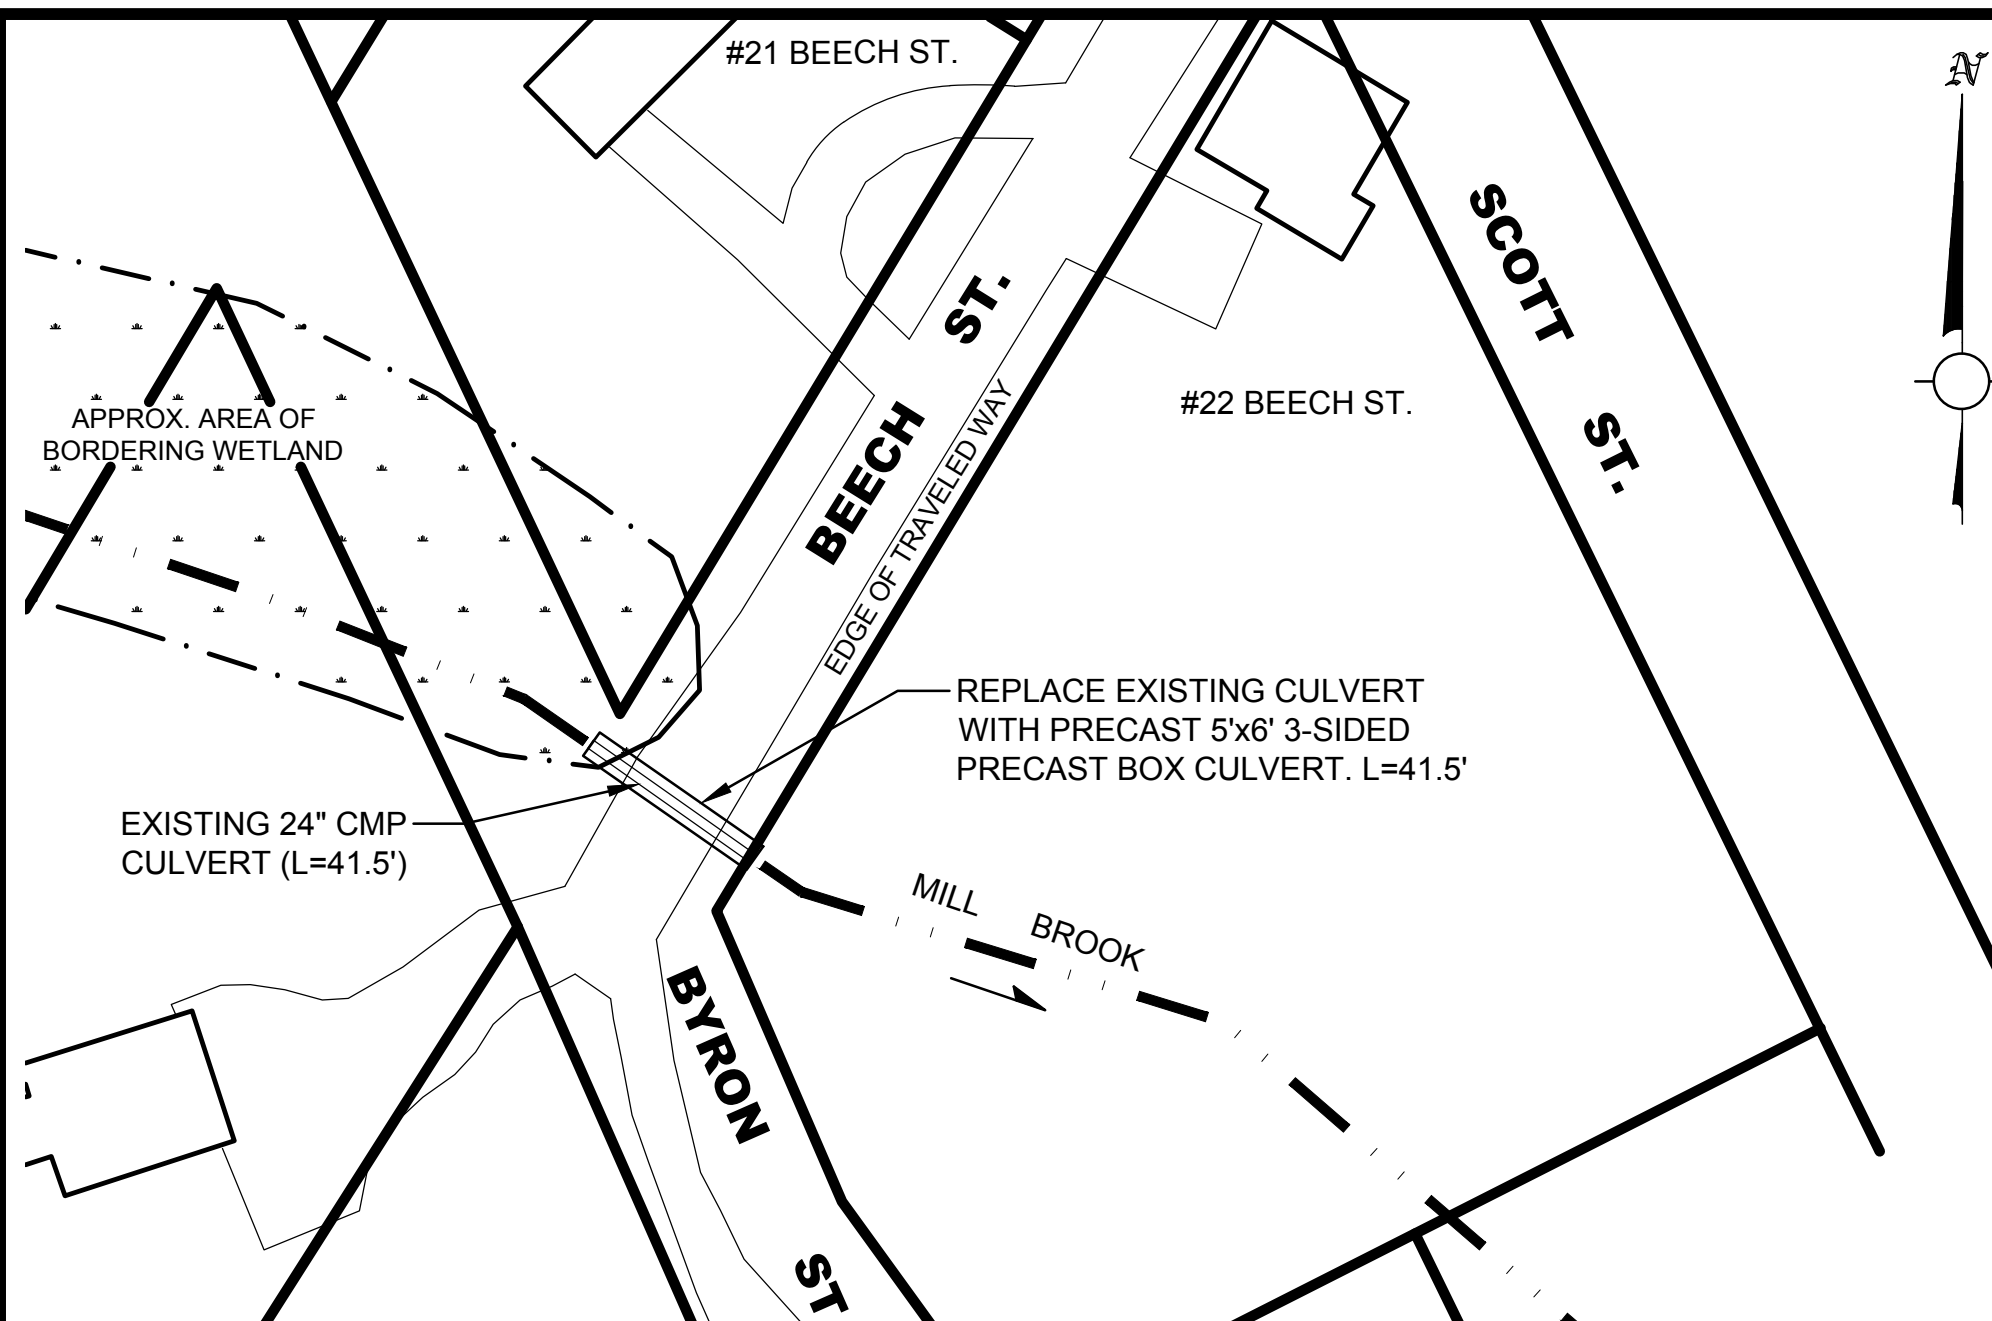 #21 BEECH ST.
N
SCOTT ST.
BEECH ST.
EDGE OF TRAVELED WAY
#22 BEECH ST.
APPROX. AREA OF
BORDERING WETLAND
REPLACE EXISTING CULVERT
WITH PRECAST 5'x6' 3-SIDED
PRECAST BOX CULVERT. L=41.5'
EXISTING 24" CMP
CULVERT (L=41.5')
MILL BROOK
BYRON ST